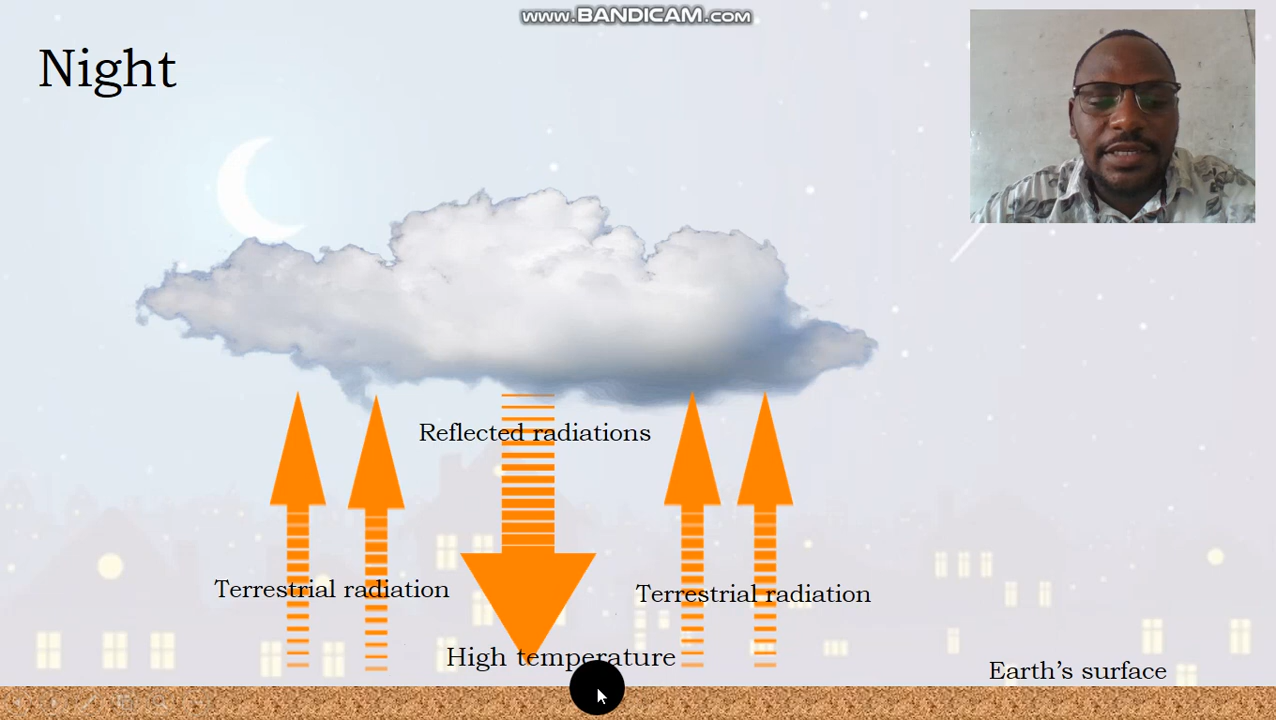 www.BANDICAM.com
Night
Reflected radiations
Terrestrial radiation
Terrestrial radiation
High temperature
Earth's surface